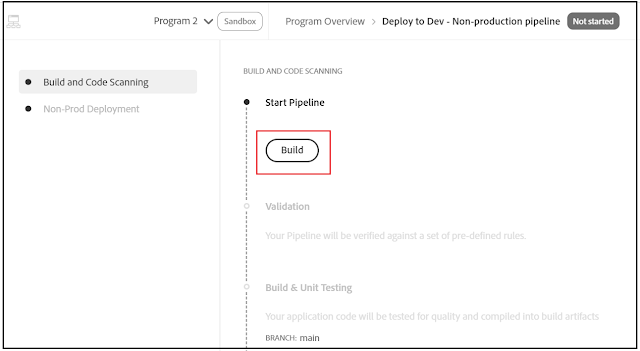 Program 2
Sandbox
Program Overview > Deploy to Dev - Non-production pipeline
Not started
Build and Code Scanning
Non-Prod Deployment
BUILD AND CODE SCANNING
Start Pipeline
Build
Validation
Your Pipeline will be verified against a set of pre-defined rules.
Build & Unit Testing
Your application code will be tested for quality and compiled into build artifacts
BRANCH: main